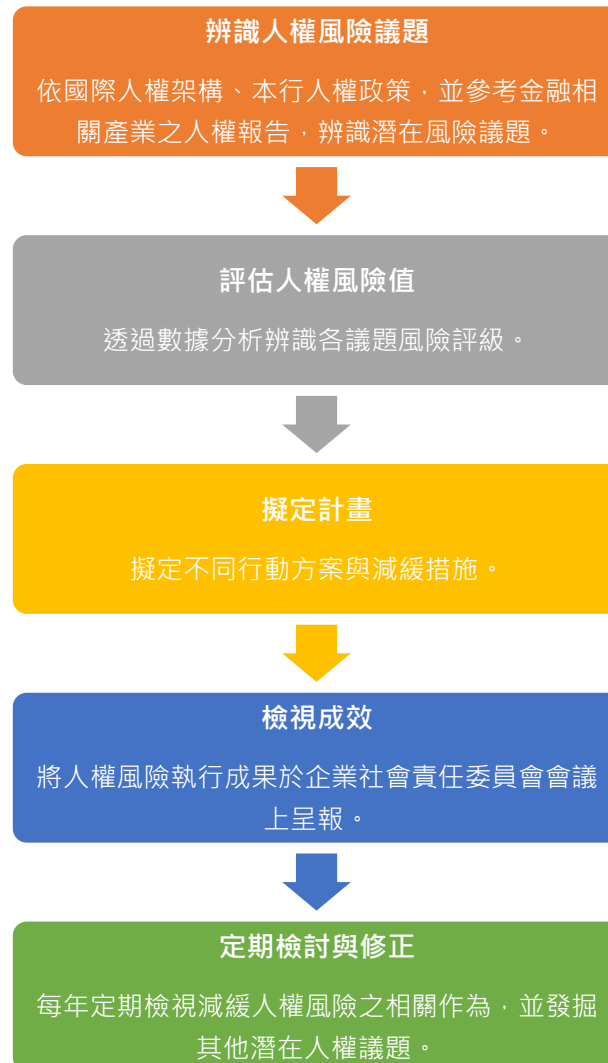 辨識人權風險議題
依國際人權架構、本行人權政策，並參考金融相
關產業之人權報告，辨識潛在風險議題。
評估人權風險值
透過數據分析辨識各議題風險評級。
擬定計畫
擬定不同行動方案與減緩措施。
檢視成效
將人權風險執行成果於企業社會責任委員會會議
上呈報。
定期檢討與修正
每年定期檢視減緩人權風險之相關作為，並發掘
其他潛在人權議題。